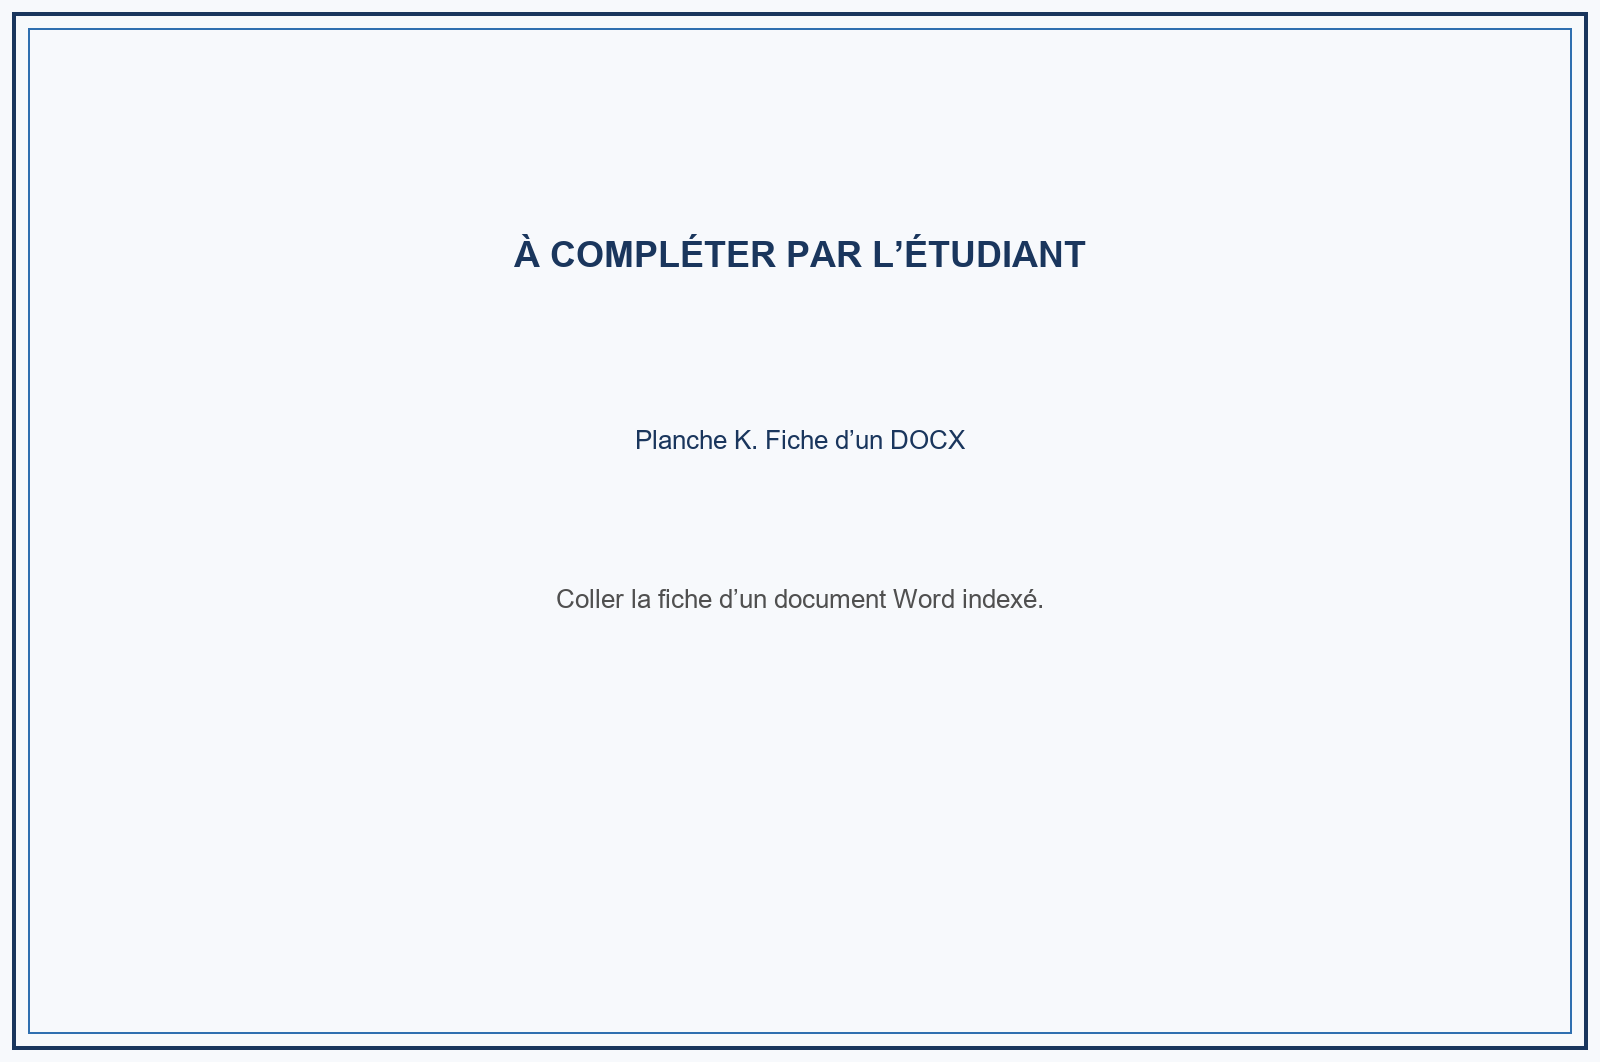 À COMPLÉTER PAR L’ÉTUDIANT
Planche K. Fiche d’un DOCX
Coller la fiche d’un document Word indexé.